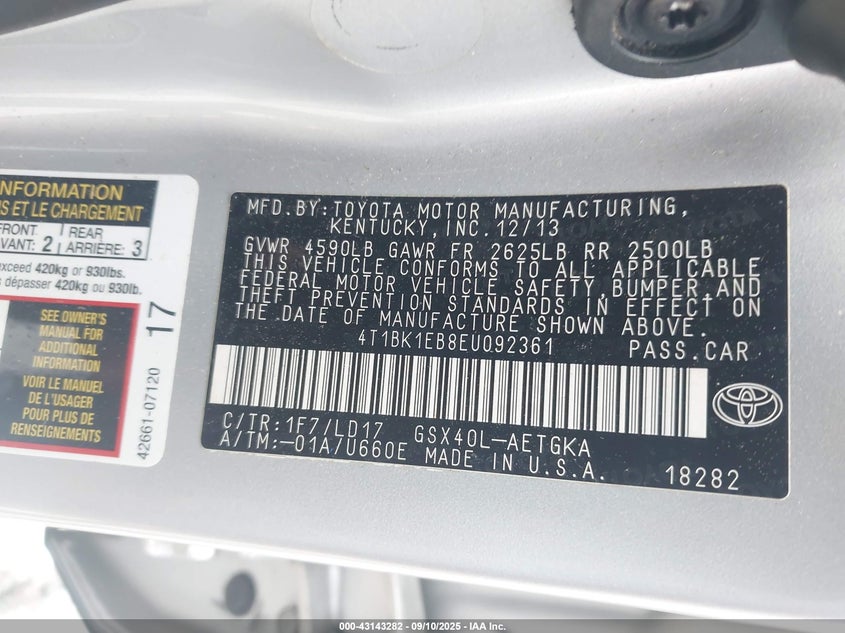 NFORMATION
S ET LE CHARGEMENT
FRONT
AVANT: 2
REAR
ARRIÈRE: 3
exceed 420kg or 930lbs.
s dépasser 420kg ou 930lb.
SEE OWNER'S
MANUAL FOR
ADDITIONAL
INFORMATION
VOIR LE MANUEL
DE L'USAGER
POUR PLUS DE
RENSEIGNEMENTS
17
42661-07120
MFD.BY:TOYOTA MOTOR MANUFACTURING,
KENTUCKY, INC.12/13
GVWR 4590LB GAWR FR 2625LB RR 2500LB
THIS VEHICLE CONFORMS TO ALL APPLICABLE
FEDERAL MOTOR VEHICLE SAFETY, BUMPER, AND
THEFT PREVENTION STANDARDS IN EFFECT ON
THE DATE OF MANUFACTURE SHOWN ABOVE.
4T1BK1EB8EU092361 PASS.CAR
C/TR:1F7/LD17 GSX40L-AETGKA
A/TM:-01A/U660E MADE IN U.S.A.
18282
000-43143282 - 09/10/2025 - IAA Inc.